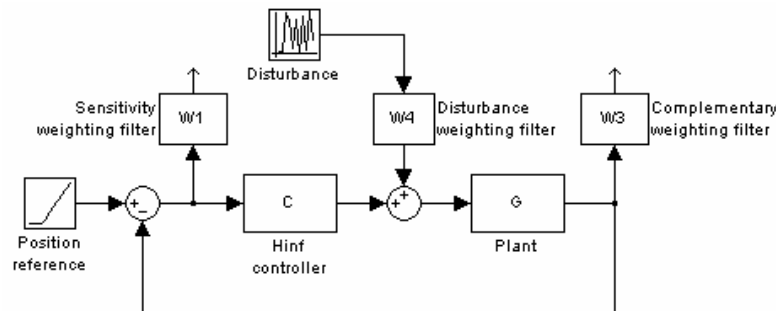 Disturbance
Sensitivity
weighting filter
W1
W4
Disturbance
weighting filter
W3
Complementary
weighting filter
+
−
C
+
+
G
Position
reference
Hinf
controller
Plant